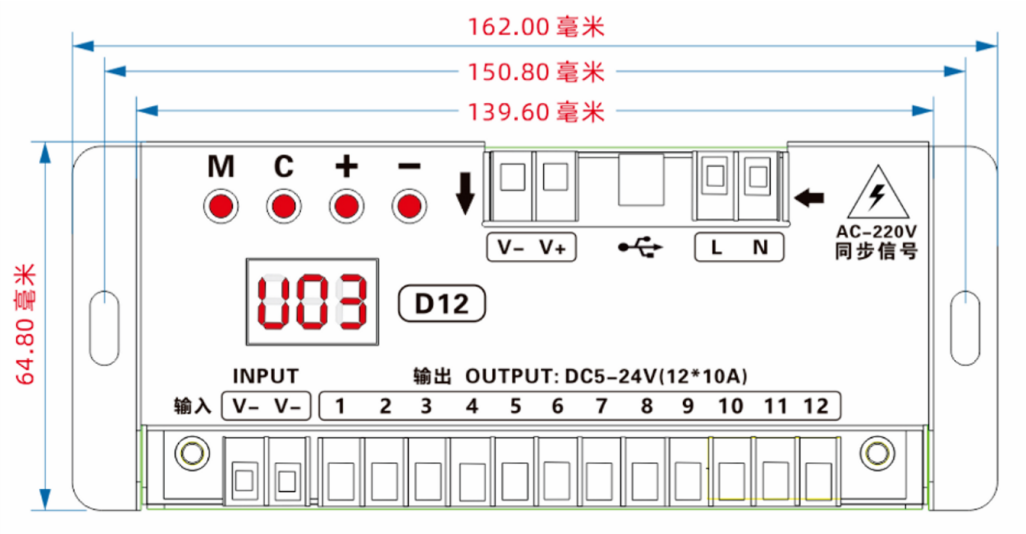 162.00 毫米
150.80 毫米
139.60 毫米
64.80 毫米
M C + −
V− V+
L N
AC-220V
同步信号
U03
D12
INPUT
输出 OUTPUT: DC5-24V(12*10A)
输入 V− V− 1 2 3 4 5 6 7 8 9 10 11 12